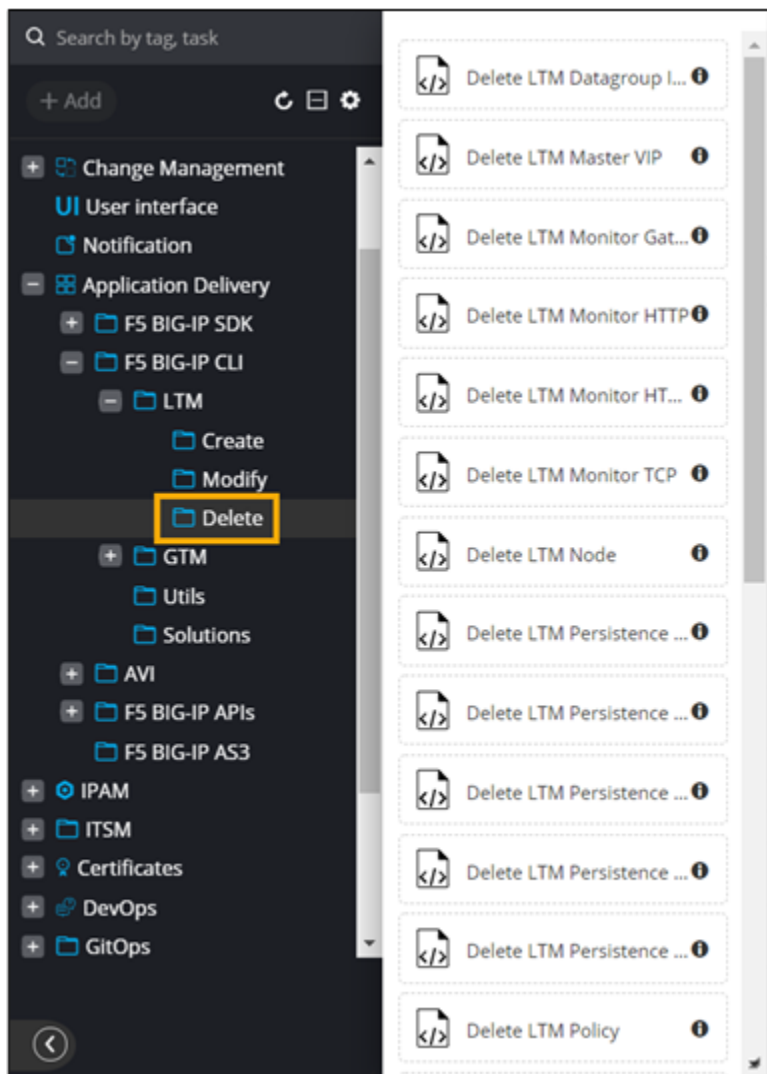 Search by tag, task
+ Add
Change Management
UI User interface
Notification
Application Delivery
F5 BIG-IP SDK
F5 BIG-IP CLI
LTM
Create
Modify
Delete
GTM
Utils
Solutions
AVI
F5 BIG-IP APIs
F5 BIG-IP AS3
IPAM
ITSM
Certificates
DevOps
GitOps
Delete LTM Datagroup I...
Delete LTM Master VIP
Delete LTM Monitor Gat...
Delete LTM Monitor HTTP
Delete LTM Monitor HT...
Delete LTM Monitor TCP
Delete LTM Node
Delete LTM Persistence ...
Delete LTM Persistence ...
Delete LTM Persistence ...
Delete LTM Persistence ...
Delete LTM Persistence ...
Delete LTM Policy